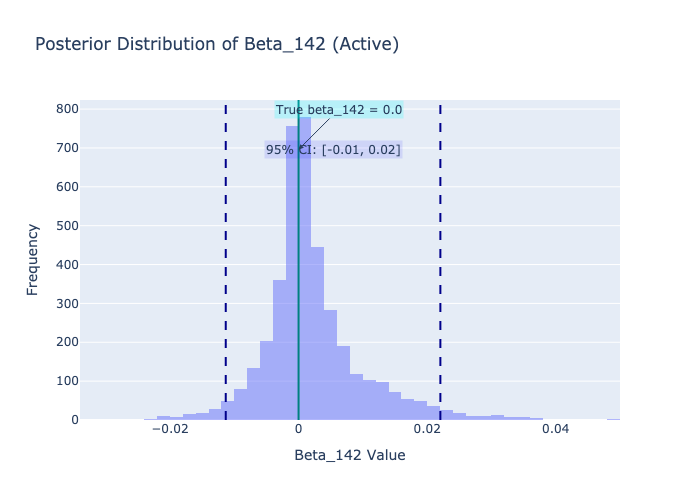 Posterior Distribution of Beta_142 (Active)
True beta_142 = 0.0
95% CI: [-0.01, 0.02]
Frequency
800
700
600
500
400
300
200
100
0
−0.02
0
0.02
0.04
Beta_142 Value